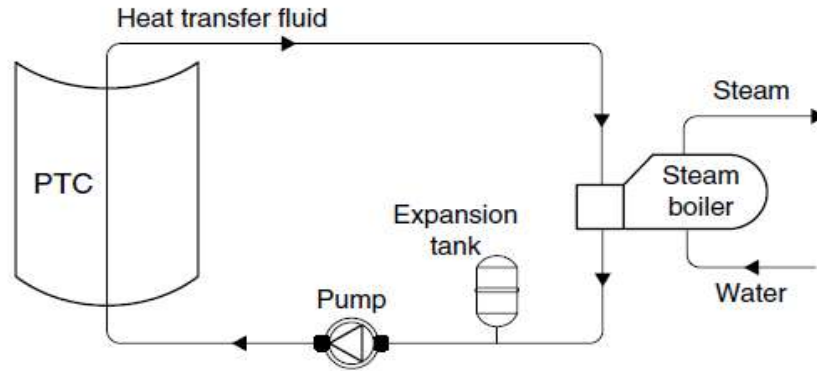 Heat transfer fluid
PTC
Steam
Steam
boiler
Expansion
tank
Water
Pump